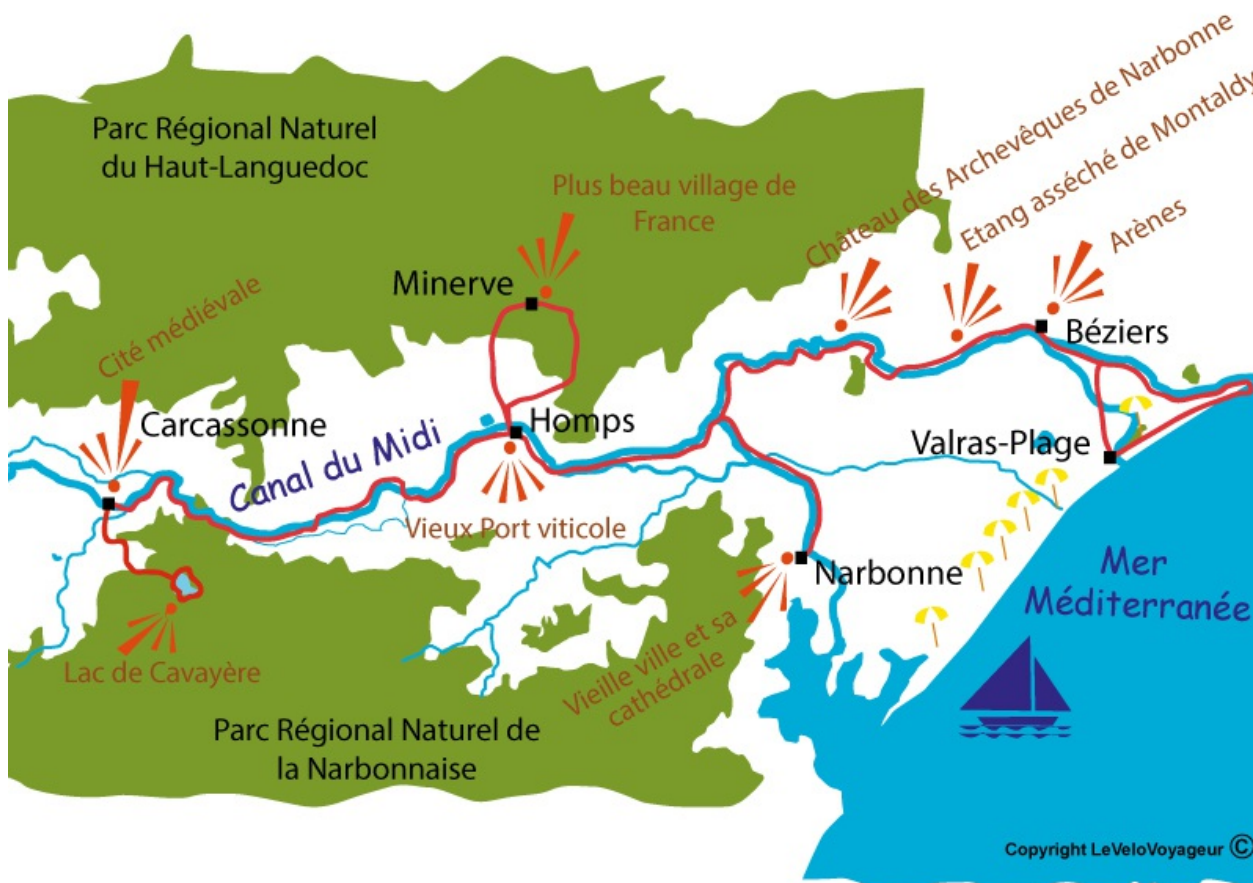 Parc Régional Naturel
du Haut-Languedoc
Plus beau village de
France
Château des Archevêques de Narbonne
Etang asséché de Montaldy
Arènes
Minerve
Cité médiévale
Béziers
Carcassonne
Homps
Canal du Midi
Valras-Plage
Vieux Port viticole
Narbonne
Mer
Méditerranée
Lac de Cavayère
Vieille ville et sa
cathédrale
Parc Régional Naturel de
la Narbonnaise
Copyright LeVeloVoyageur ©